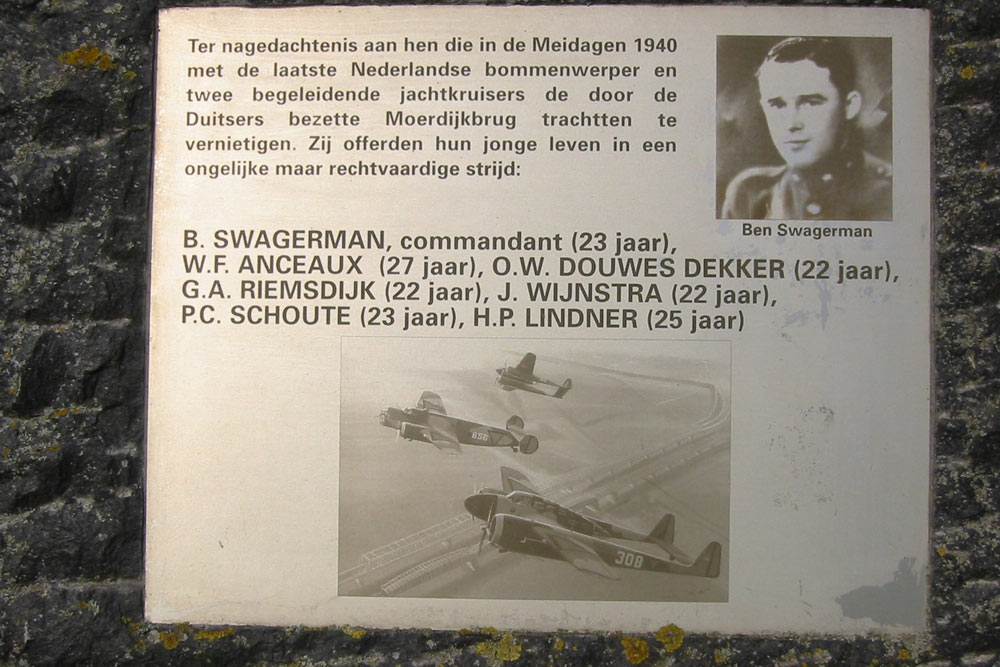 Ter nagedachtenis aan hen die in de Meidagen 1940
met de laatste Nederlandse bommenwerper en
twee begeleidende jachtkruisers de door de
Duitsers bezette Moerdijkbrug trachtten te
vernietigen. Zij offerden hun jonge leven in een
ongelijke maar rechtvaardige strijd:
Ben Swagerman
B. SWAGERMAN, commandant (23 jaar),
W.F. ANCEAUX (27 jaar), O.W. DOUWES DEKKER (22 jaar),
G.A. RIEMSDIJK (22 jaar), J. WIJNSTRA (22 jaar),
P.C. SCHOUTE (23 jaar), H.P. LINDNER (25 jaar)
856
308